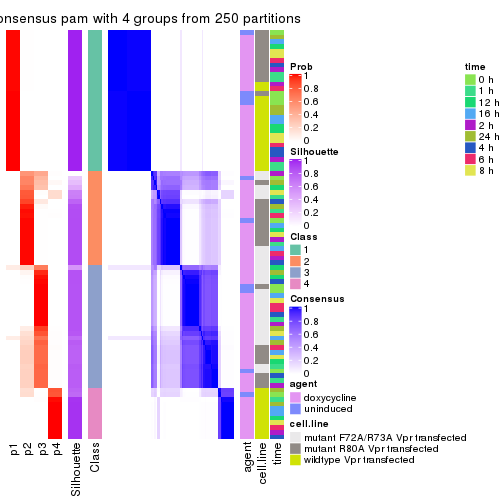 onsensus pam with 4 groups from 250 partitions
p1
p2
p3
p4
Silhouette
Class
agent
cell.line
time
Prob
1
0.8
0.6
0.4
0.2
0
Silhouette
1
0.8
0.6
0.4
0.2
0
Class
1
2
3
4
Consensus
1
0.8
0.6
0.4
0.2
0
agent
doxycycline
uninduced
cell.line
mutant F72A/R73A Vpr transfected
mutant R80A Vpr transfected
wildtype Vpr transfected
time
0 h
1 h
12 h
16 h
2 h
24 h
4 h
6 h
8 h